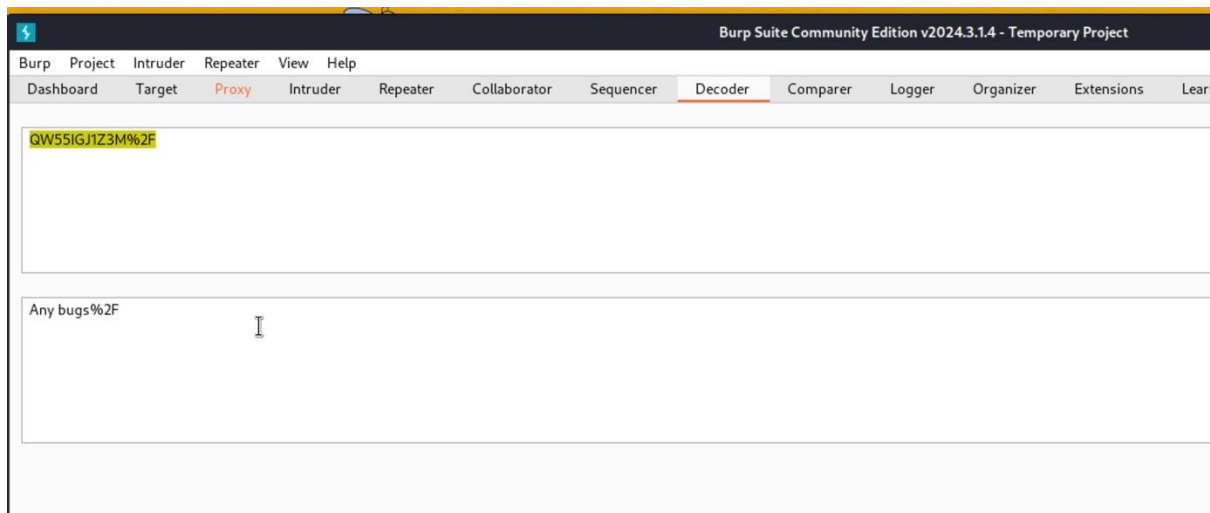 Burp Suite Community Edition v2024.3.1.4 - Temporary Project
Burp Project Intruder Repeater View Help
Dashboard Target Proxy Intruder Repeater Collaborator Sequencer Decoder Comparer Logger Organizer Extensions Lear
QW55IGJ1Z3M%2F
Any bugs%2F